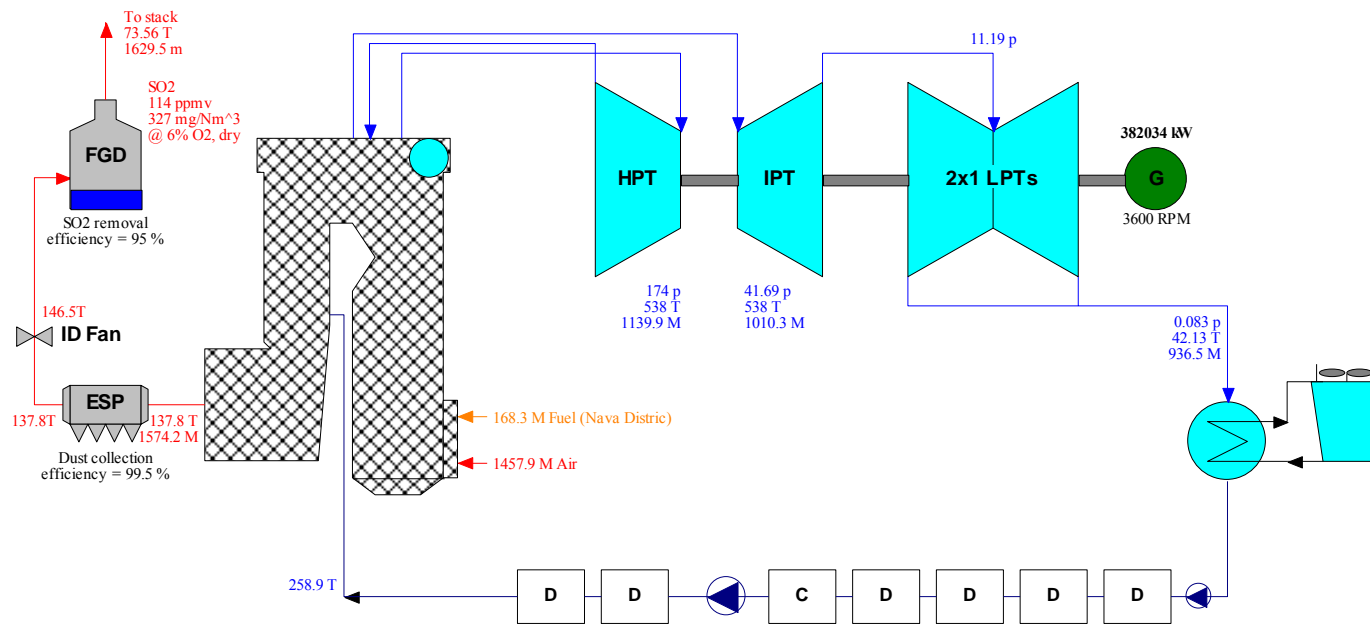 To stack
73.56 T
1629.5 m
SO2
114 ppmv
327 mg/Nm^3
@ 6% O2, dry
FGD
SO2 removal
efficiency = 95 %
146.5T
ID Fan
ESP
137.8T
137.8 T
1574.2 M
Dust collection
efficiency = 99.5 %
168.3 M Fuel (Nava Distric)
1457.9 M Air
11.19 p
HPT
IPT
2x1 LPTs
382034 kW
G
3600 RPM
174 p
538 T
1139.9 M
41.69 p
538 T
1010.3 M
0.083 p
42.13 T
936.5 M
258.9 T
D
D
C
D
D
D
D